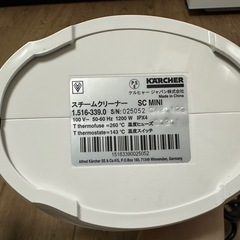 KÄRCHER
ケルヒャー ジャパン株式会社
Made in China
スチームクリーナー SC MINI
1.516-339.0 S/N:025052
100 V~ 50-60 Hz 1200 W IPX4
T thermofuse=260 °C 温度ヒューズ
T thermostate=143 °C 温度スイッチ
15163390025052
Alfred Kärcher SE & Co.KG, P.O.Box 160, 71349 Winnenden, Germany